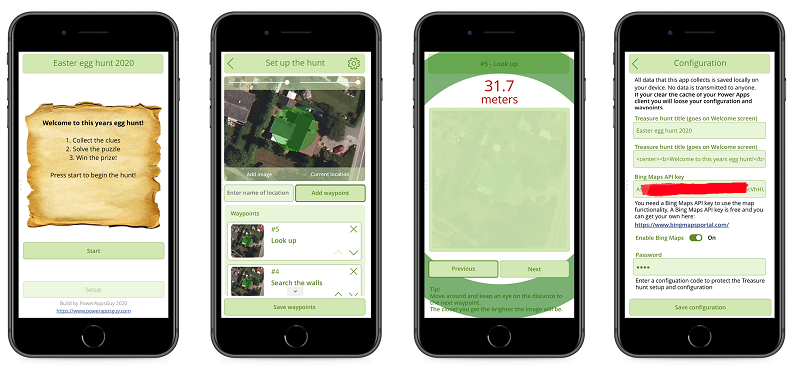 Easter egg hunt 2020
Welcome to this years egg hunt!
1. Collect the clues
2. Solve the puzzle
3. Win the prize!
Press start to begin the hunt!
Start
Setup
Build by PowerAppsGuy 2020
https://www.powerappsguy.com
Set up the hunt
Add image
Current location
Enter name of location
Add waypoint
Waypoints
#5
Look up
#4
Search the walls
Save waypoints
#5 - Look up
31.7
meters
Previous
Next
Tip!
Move around and keep an eye on the distance to
the next waypoint.
The closer you get the brighter the image will be.
Configuration
All data that this app collects is saved locally on
your device. No data is transmitted to anyone.
If your clear the cache of your Power Apps
client you will loose your configuration and
waypoints
Treasure hunt title (goes on Welcome screen)
Easter egg hunt 2020
Treasure hunt title (goes on Welcome screen)
<center><b>Welcome to this years egg hunt!</b>
Bing Maps API key
You need a Bing Maps API key to use the map
functionality. A Bing Maps API key is free and you
can get your own here:
https://www.bingmapsportal.com/
Enable Bing Maps
On
Password
••••
Enter a configuation code to protect the Treasure
hunt setup and configuration
Save configuration